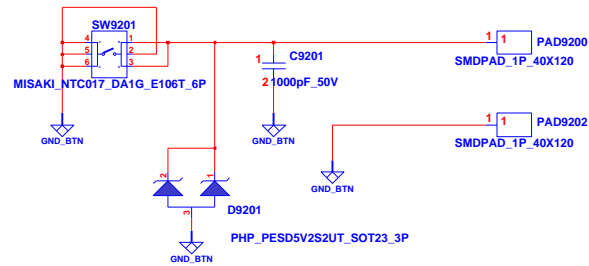 SW9201
4 1
5 2
6 3
MISAKI_NTC017_DA1G_E106T_6P
GND_BTN
1 C9201
2 1000pF_50V
GND_BTN
1 1 PAD9200
SMDPAD_1P_40X120
1 1 PAD9202
SMDPAD_1P_40X120
GND_BTN
2 1
D9201
3
PHP_PESD5V2S2UT_SOT23_3P
GND_BTN